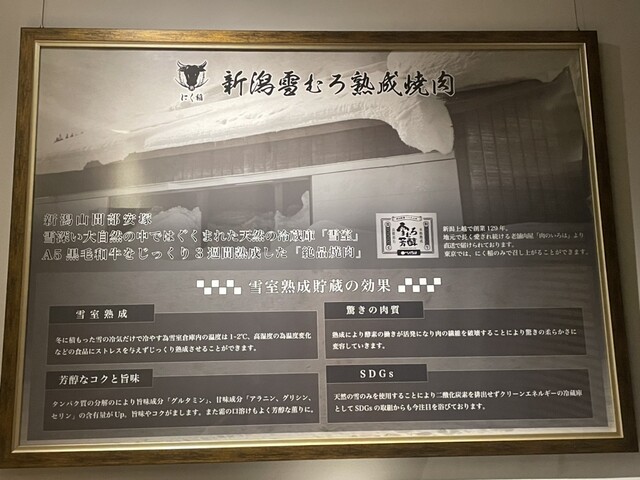 にく稲
新潟雪むろ熟成焼肉
新潟山間部安塚
雪深い大自然の中ではぐくまれた天然の冷蔵庫「雪室」
A5黒毛和牛をじっくり3週間熟成した『絶品焼肉』
新潟上越で創業129年。
地元で長く愛され続ける老舗肉屋「肉のいろは」より
直送で届けられております。
東京では、にく稲のみで召し上がることができます。
雪室熟成貯蔵の効果
雪室熟成
冬に積もった雪の冷気だけで冷やす為雪室倉庫内の温度は1-2℃、高湿度の為温度変化
などの食品にストレスを与えずじっくり熟成させることができます。
驚きの肉質
熟成により酵素の働きが活発になり肉の繊維を破壊することにより驚きの柔らかさに
変容していきます。
芳醇なコクと旨味
タンパク質の分解のにより旨味成分「グルタミン」、甘味成分「アラニン、グリシン、
セリン」の含有量がUp。旨味やコクがまします。また霜の口溶けもよく芳醇な薫りに。
SDGs
天然の雪のみを使用することにより二酸化炭素を排出せずクリーンエネルギーの冷蔵庫
としてSDGsの取組からも今注目を浴びております。